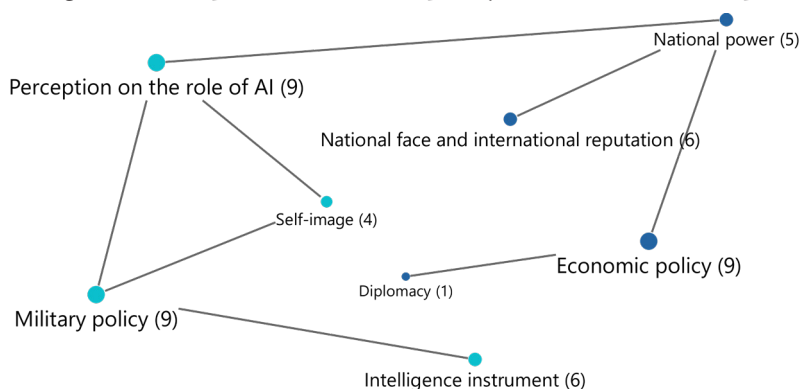 National power (5)
Perception on the role of AI (9)
National face and international reputation (6)
Self-image (4)
Economic policy (9)
Diplomacy (1)
Military policy (9)
Intelligence instrument (6)